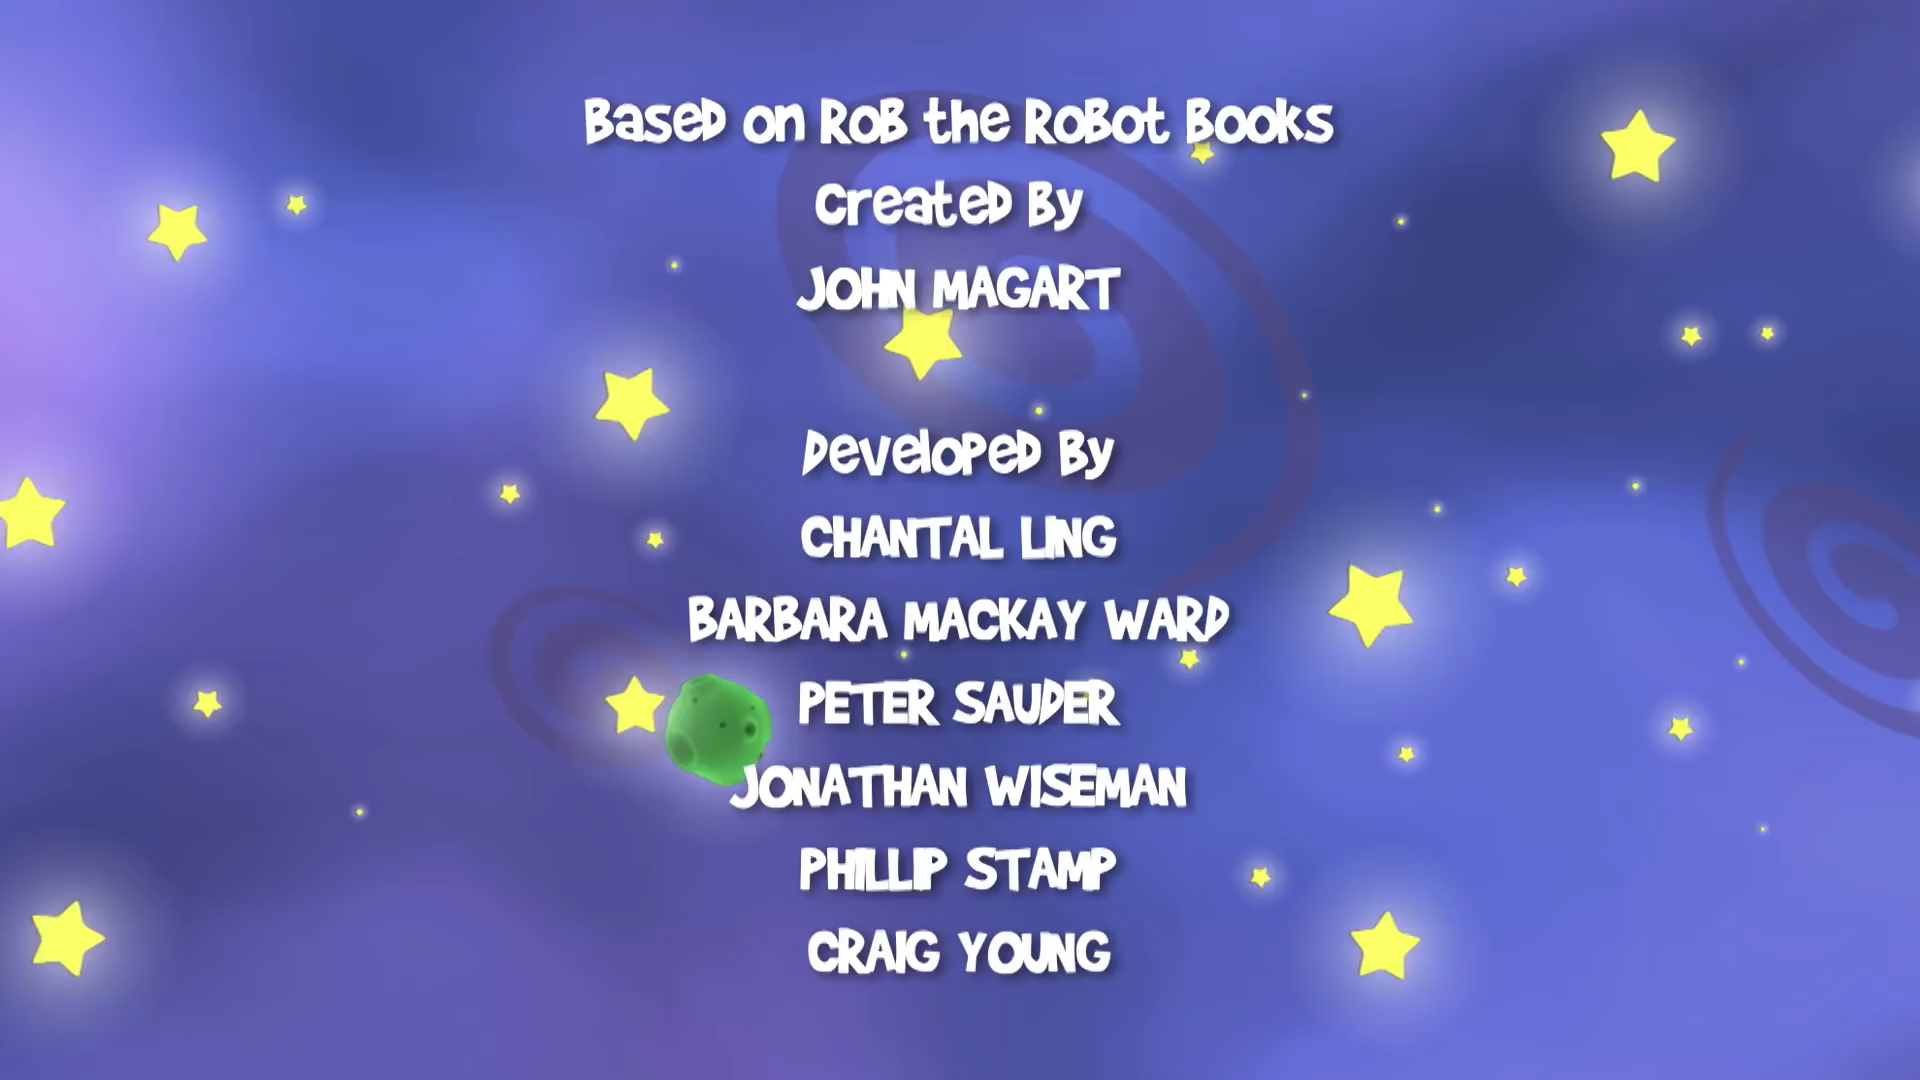 Based on Rob the Robot Books
Created By
JOHN MAGART
Developed By
CHANTAL LING
BARBARA MACKAY WARD
PETER SAUDER
JONATHAN WISEMAN
PHILLIP STAMP
CRAIG YOUNG